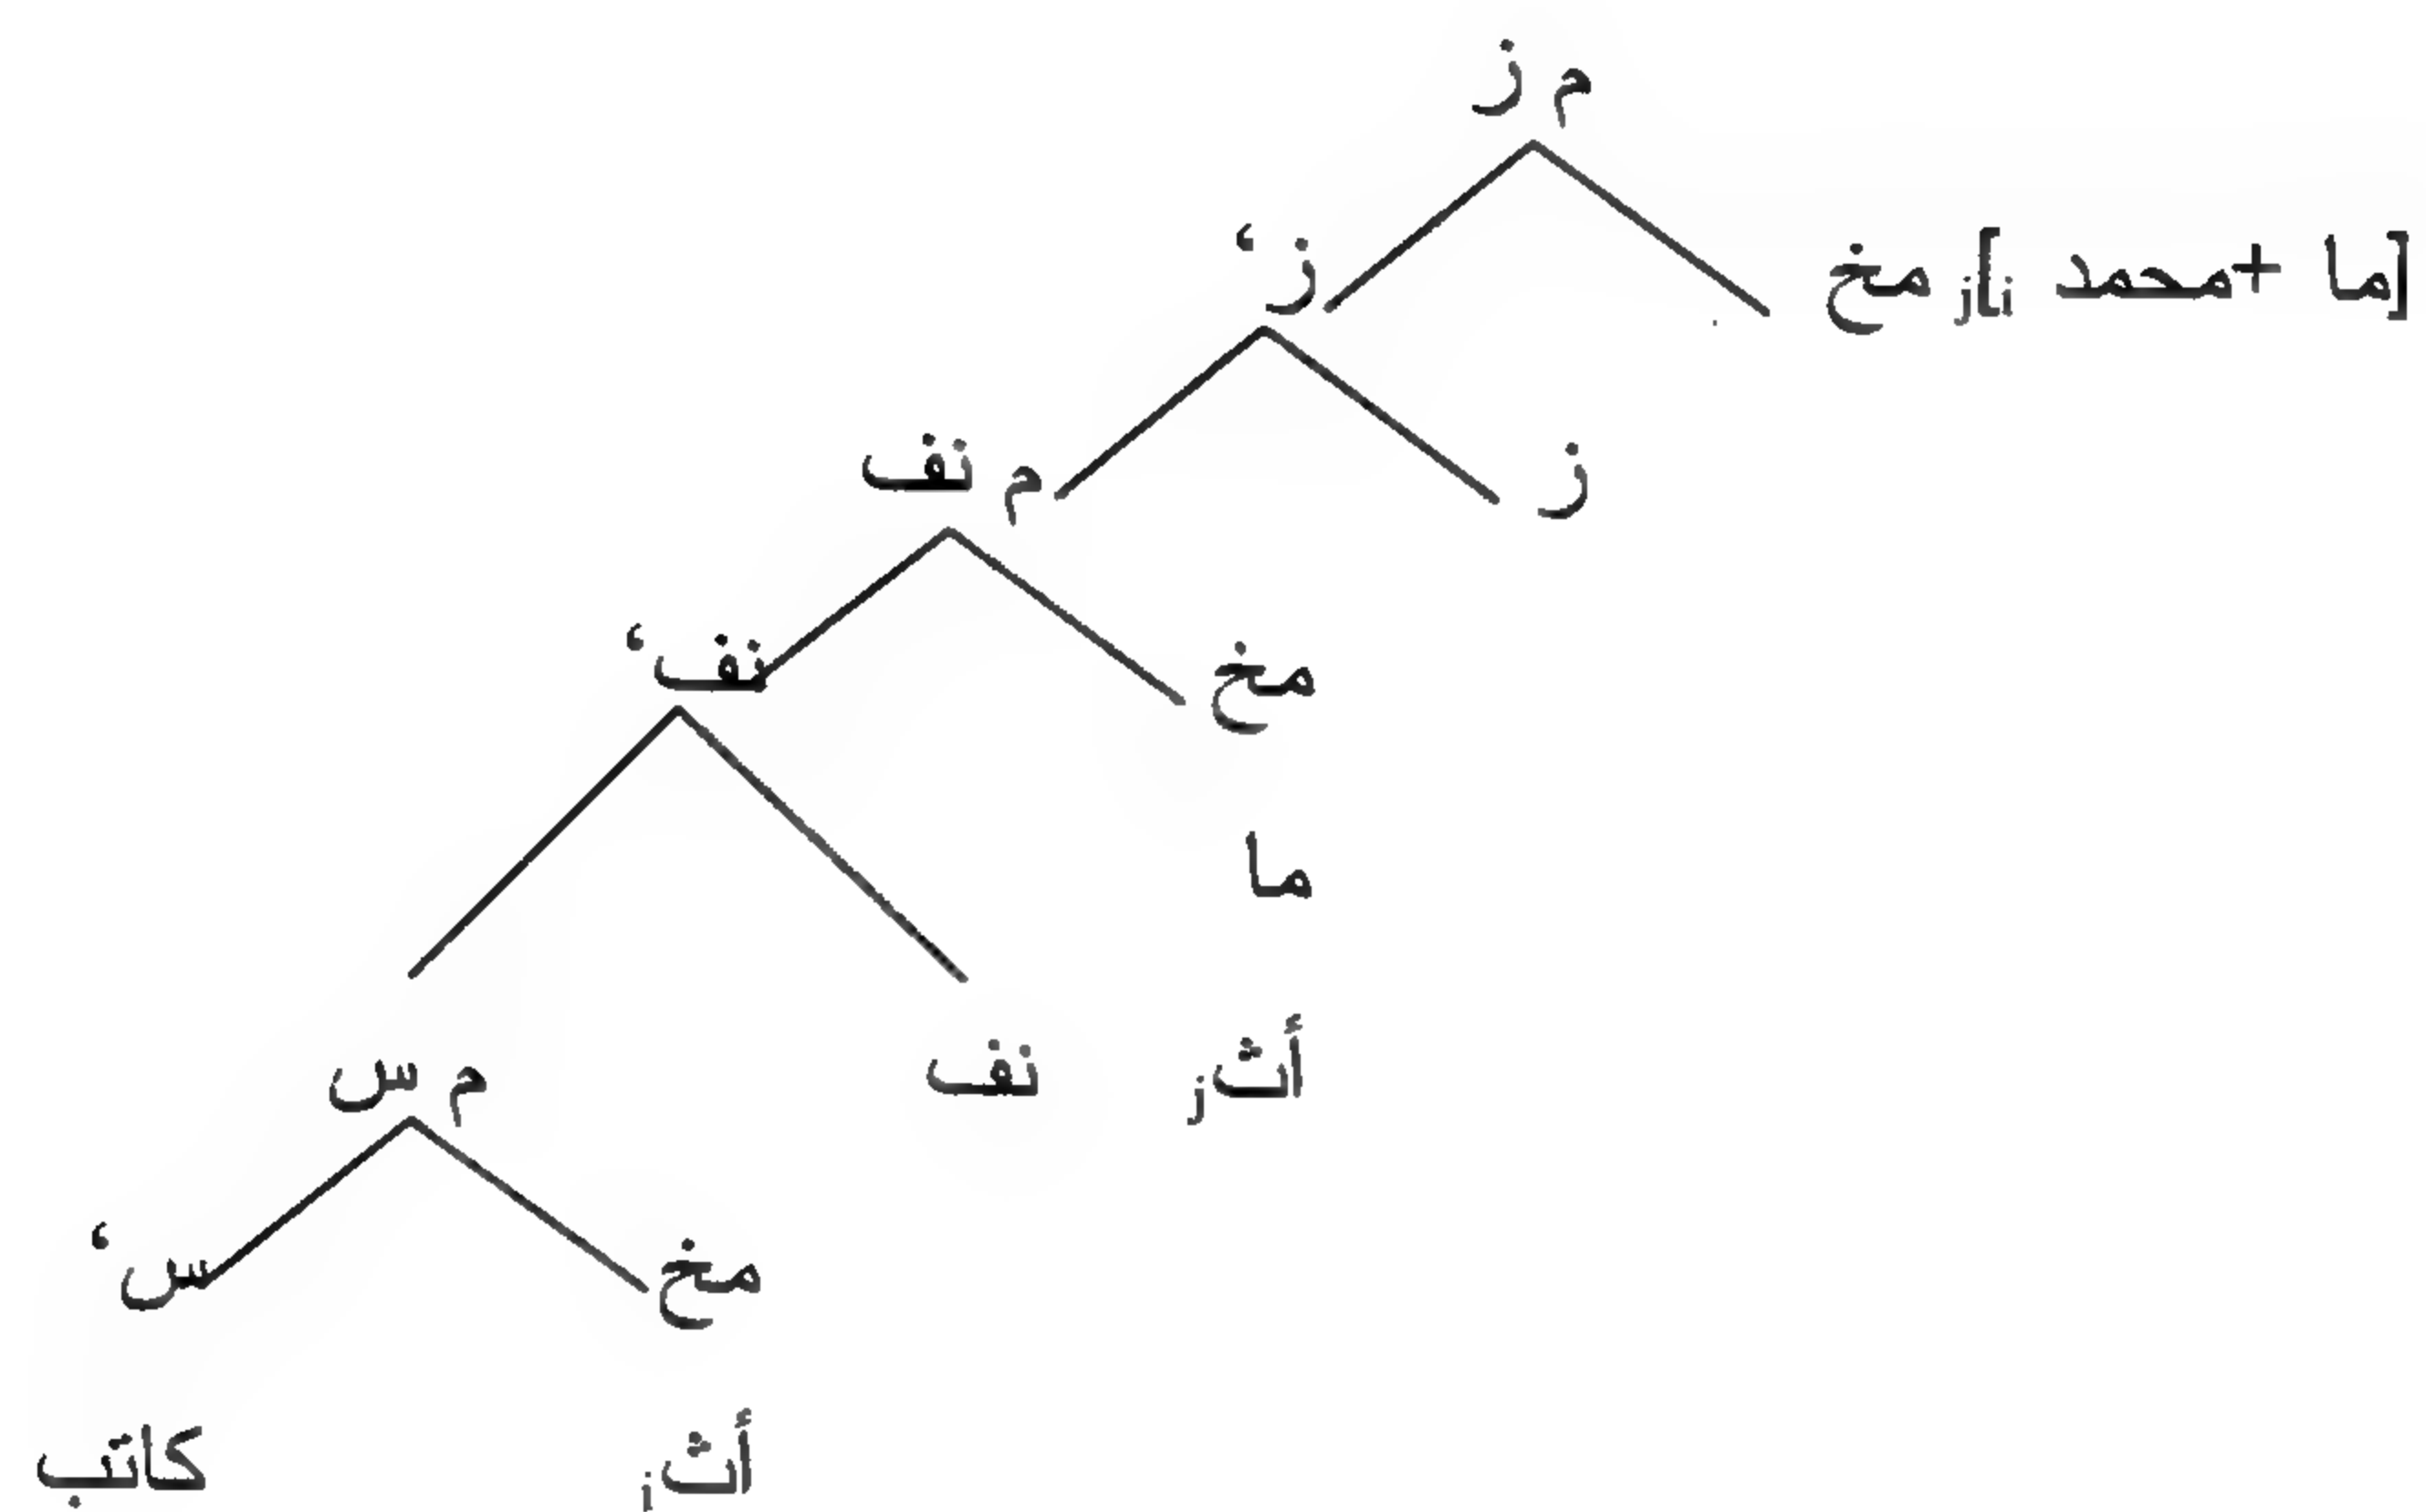 م ز
[ما +محمد i]j مخ ز‘
ز م نف
مخ نف‘
ما
أثj نف م س
مخ س‘
أثi كاتب